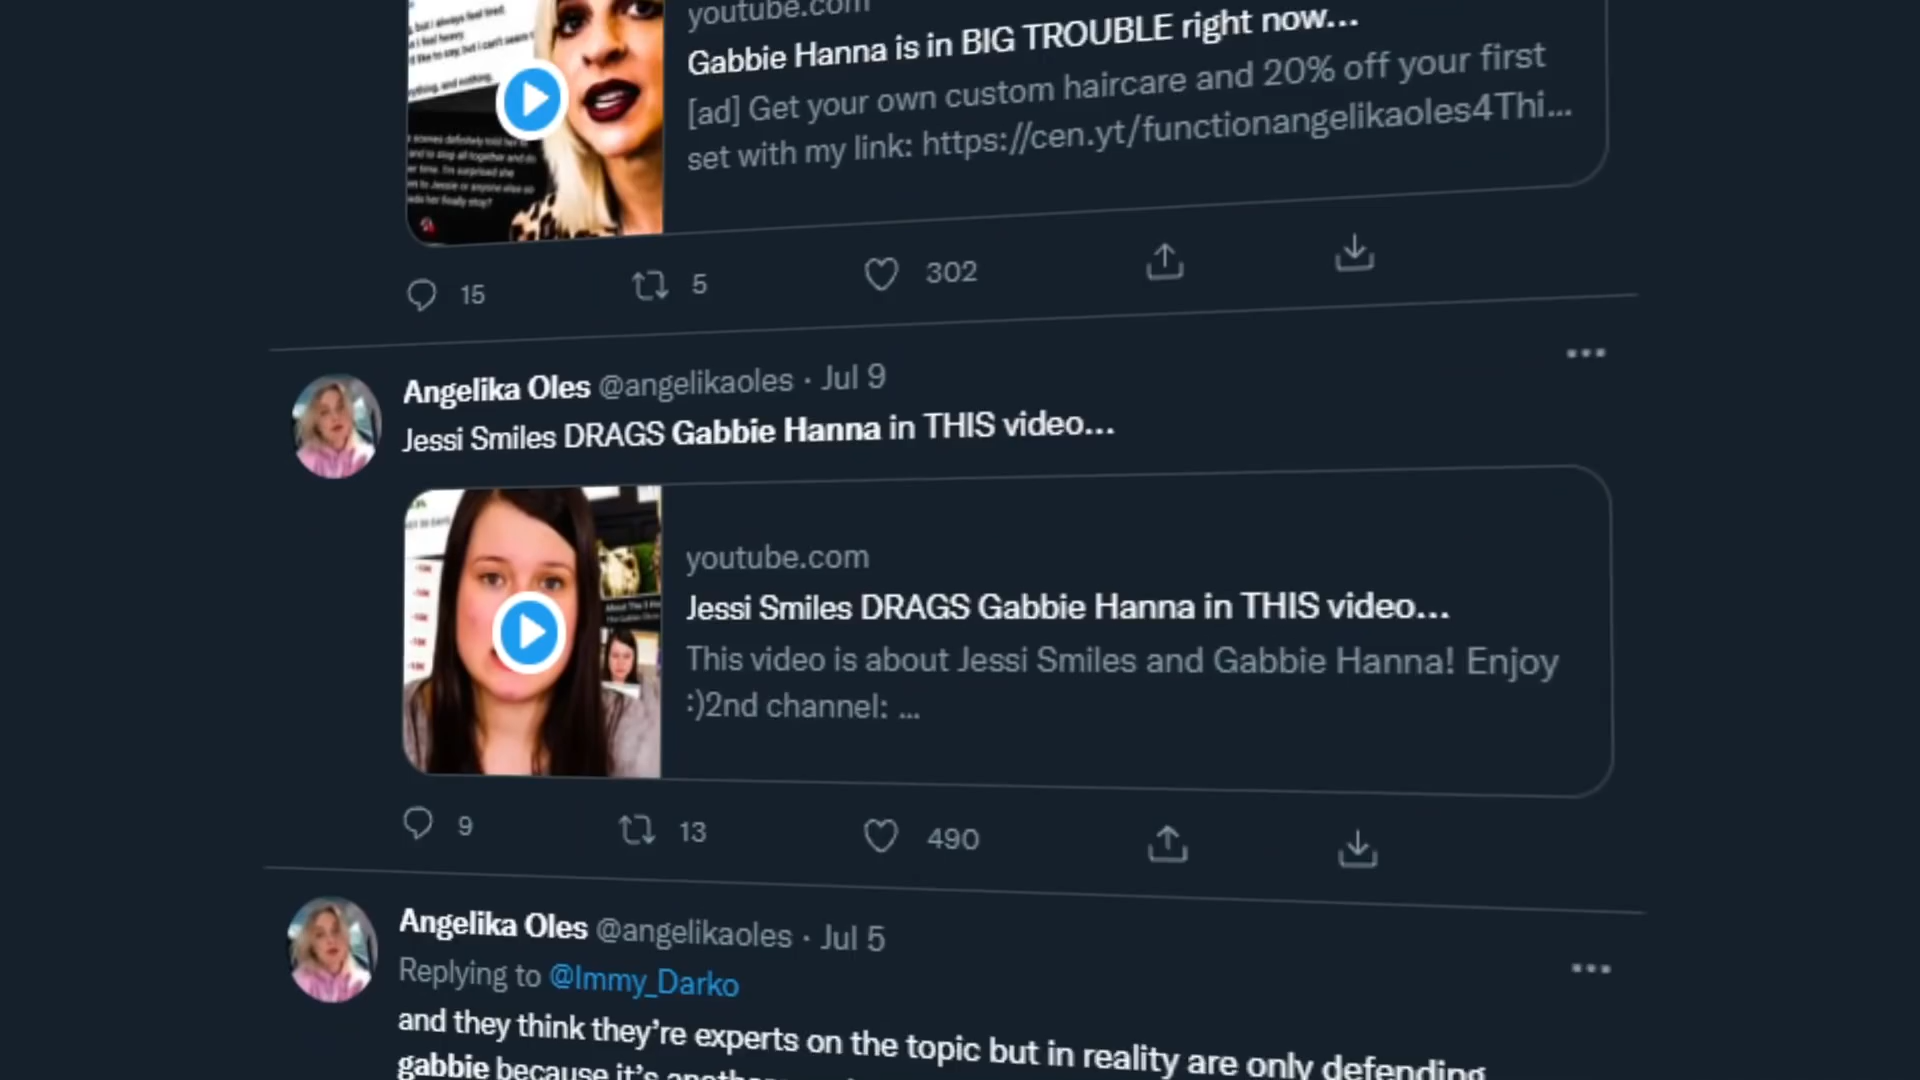 youtube.com
Gabbie Hanna is in BIG TROUBLE right now...
[ad] Get your own custom haircare and 20% off your first
set with my link: https://cen.yt/functionangelikaoles4Thi...
15 5 302
Angelika Oles @angelikaoles · Jul 9
Jessi Smiles DRAGS Gabbie Hanna in THIS video...
youtube.com
Jessi Smiles DRAGS Gabbie Hanna in THIS video...
This video is about Jessi Smiles and Gabbie Hanna! Enjoy
:)2nd channel: ...
9 13 490
Angelika Oles @angelikaoles · Jul 5
Replying to @Immy_Darko
and they think they're experts on the topic but in reality are only defending
gabbie because it's